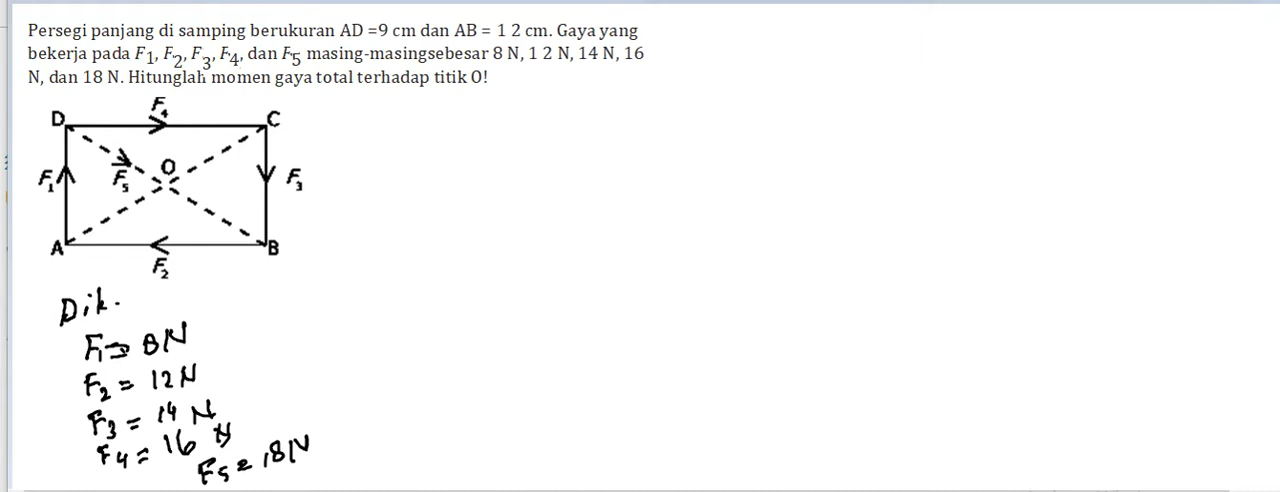 Persegi panjang di samping berukuran AD =9 cm dan AB = 1 2 cm. Gaya yang
bekerja pada F1, F2, F3, F4, dan F5 masing-masingsebesar 8 N, 1 2 N, 14 N, 16
N, dan 18 N. Hitunglah momen gaya total terhadap titik O!
F4
D
C
O
F1
F5
F3
A
B
F2
Dik.
F1 = 8N
F2 = 12N
F3 = 14 N
F4 = 16 N
F5 = 18N